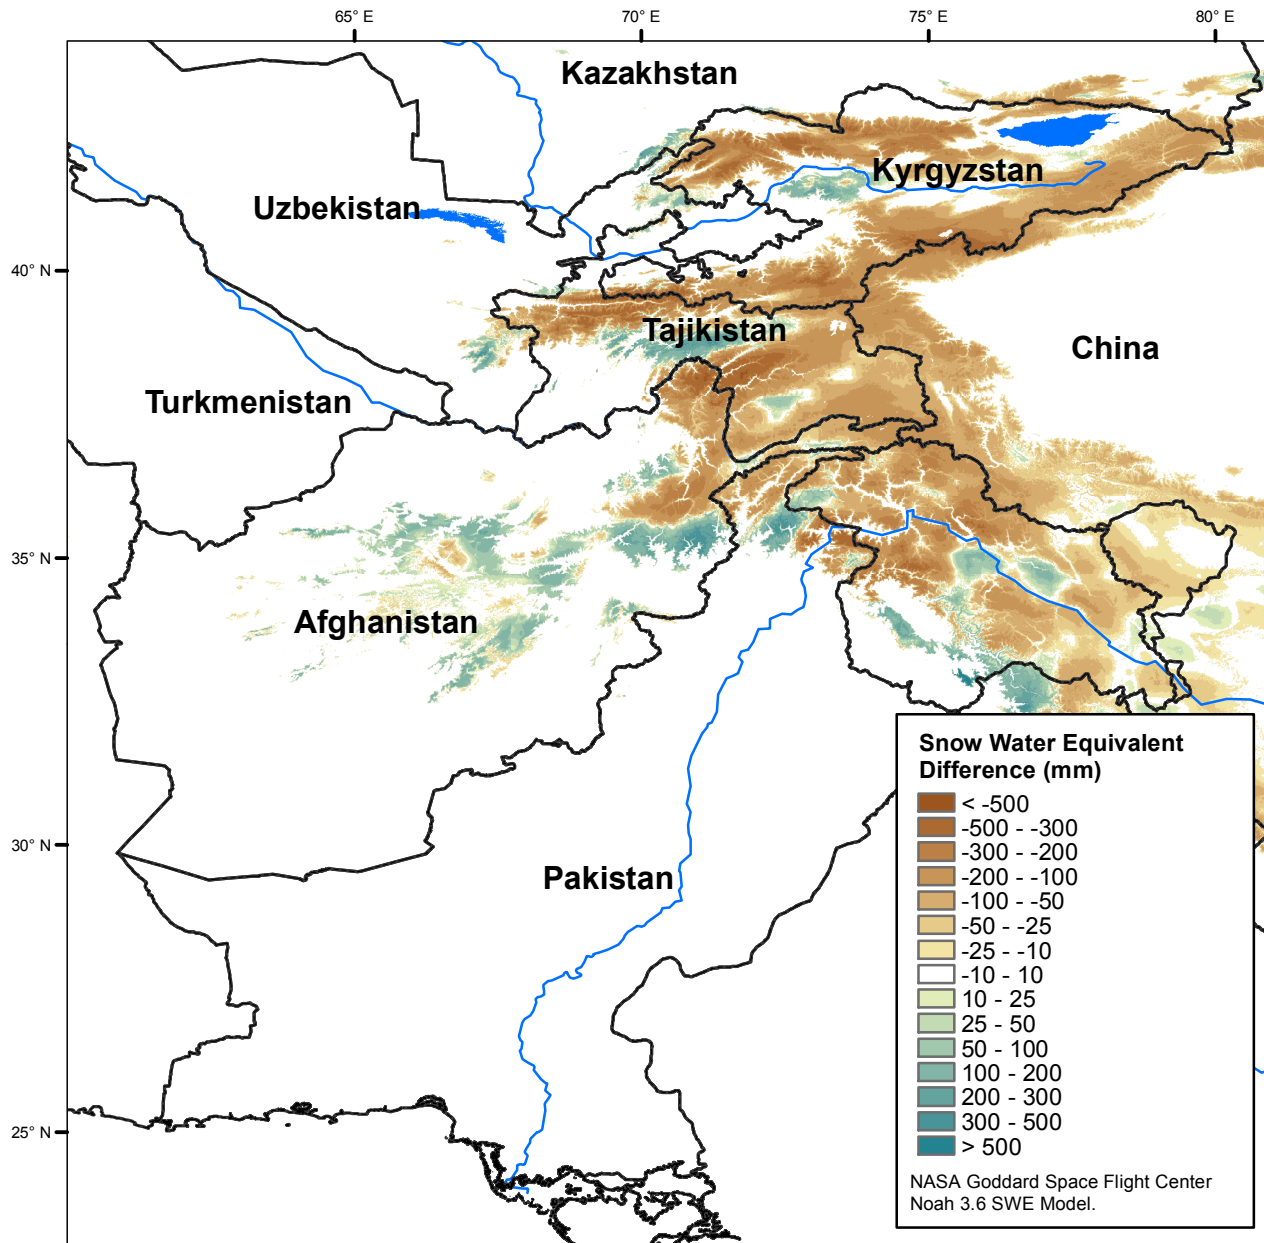 65° E
70° E
75° E
80° E
Kazakhstan
Kyrgyzstan
Uzbekistan
40° N
Tajikistan
China
Turkmenistan
35° N
Afghanistan
Snow Water Equivalent
Difference (mm)
< -500
-500 - -300
-300 - -200
-200 - -100
-100 - -50
-50 - -25
-25 - -10
-10 - 10
10 - 25
25 - 50
50 - 100
100 - 200
200 - 300
300 - 500
> 500
NASA Goddard Space Flight Center
Noah 3.6 SWE Model.
30° N
Pakistan
25° N